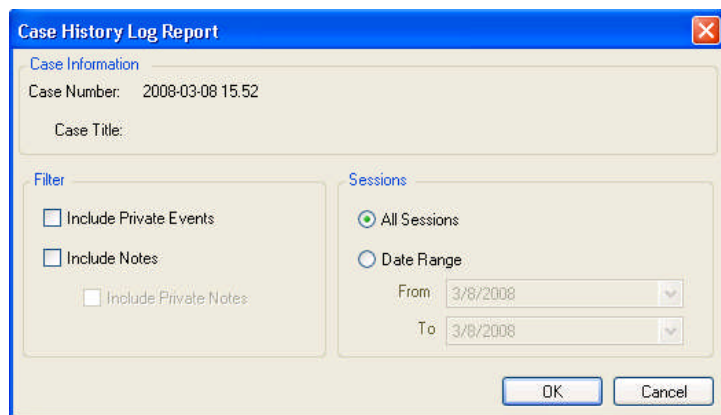 Case History Log Report
Case Information
Case Number: 2008-03-08 15.52
Case Title:
Filter
Include Private Events
Include Notes
Include Private Notes
Sessions
All Sessions
Date Range
From 3/8/2008
To 3/8/2008
OK
Cancel